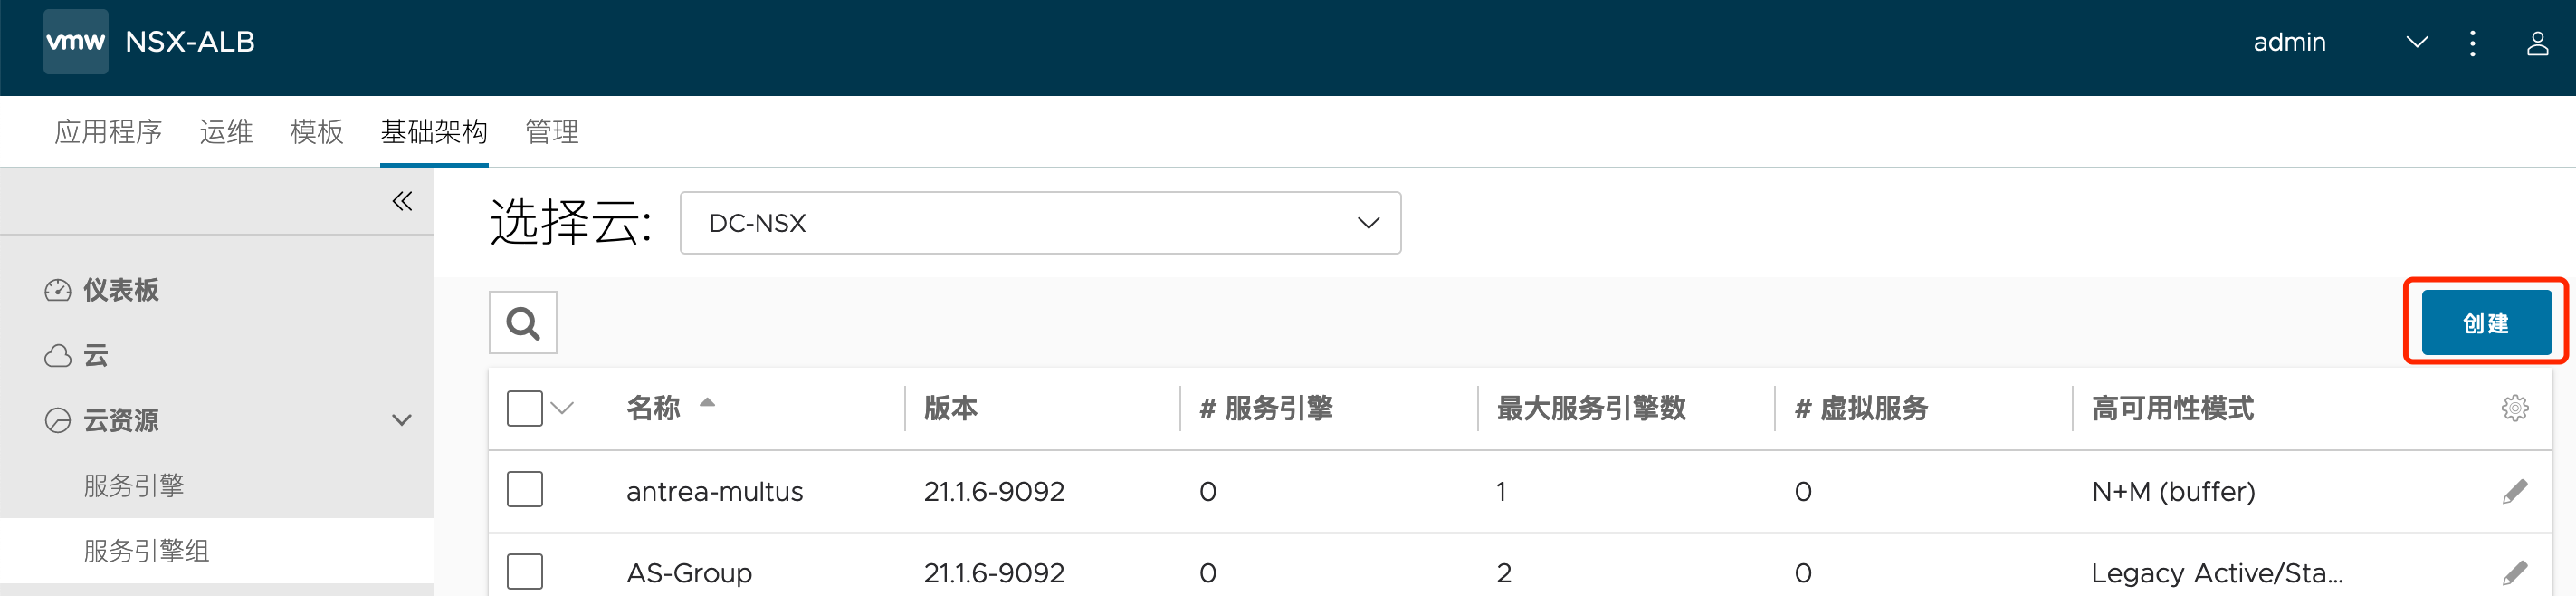 vmw NSX-ALB admin
应用程序 运维 模板 基础架构 管理
选择云: DC-NSX
仪表板
云
云资源
服务引擎
服务引擎组
创建
名称 版本 # 服务引擎 最大服务引擎数 # 虚拟服务 高可用性模式
antrea-multus 21.1.6-9092 0 1 0 N+M (buffer)
AS-Group 21.1.6-9092 0 2 0 Legacy Active/Sta...